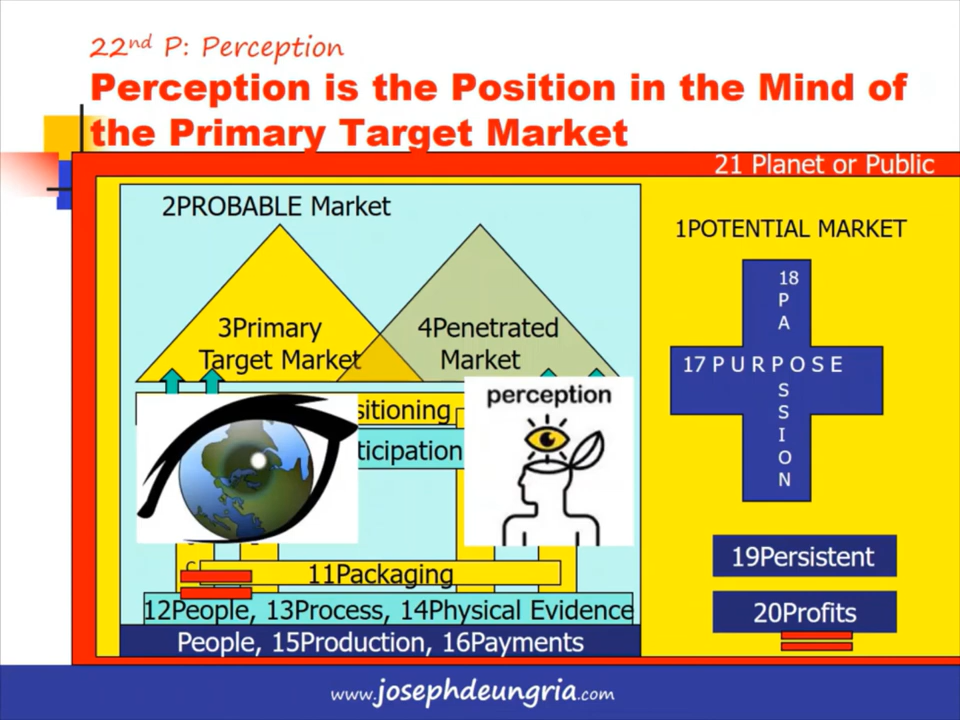 22nd P: Perception
Perception is the Position in the Mind of
the Primary Target Market
21 Planet or Public
2PROBABLE Market
1POTENTIAL MARKET
3Primary
Target Market
4Penetrated
Market
18
P
A
17 P U R P O S E
S
S
I
O
N
sitioning
perception
ticipation
C
11Packaging
12People, 13Process, 14Physical Evidence
People, 15Production, 16Payments
19Persistent
20Profits
www.josephdeungria.com